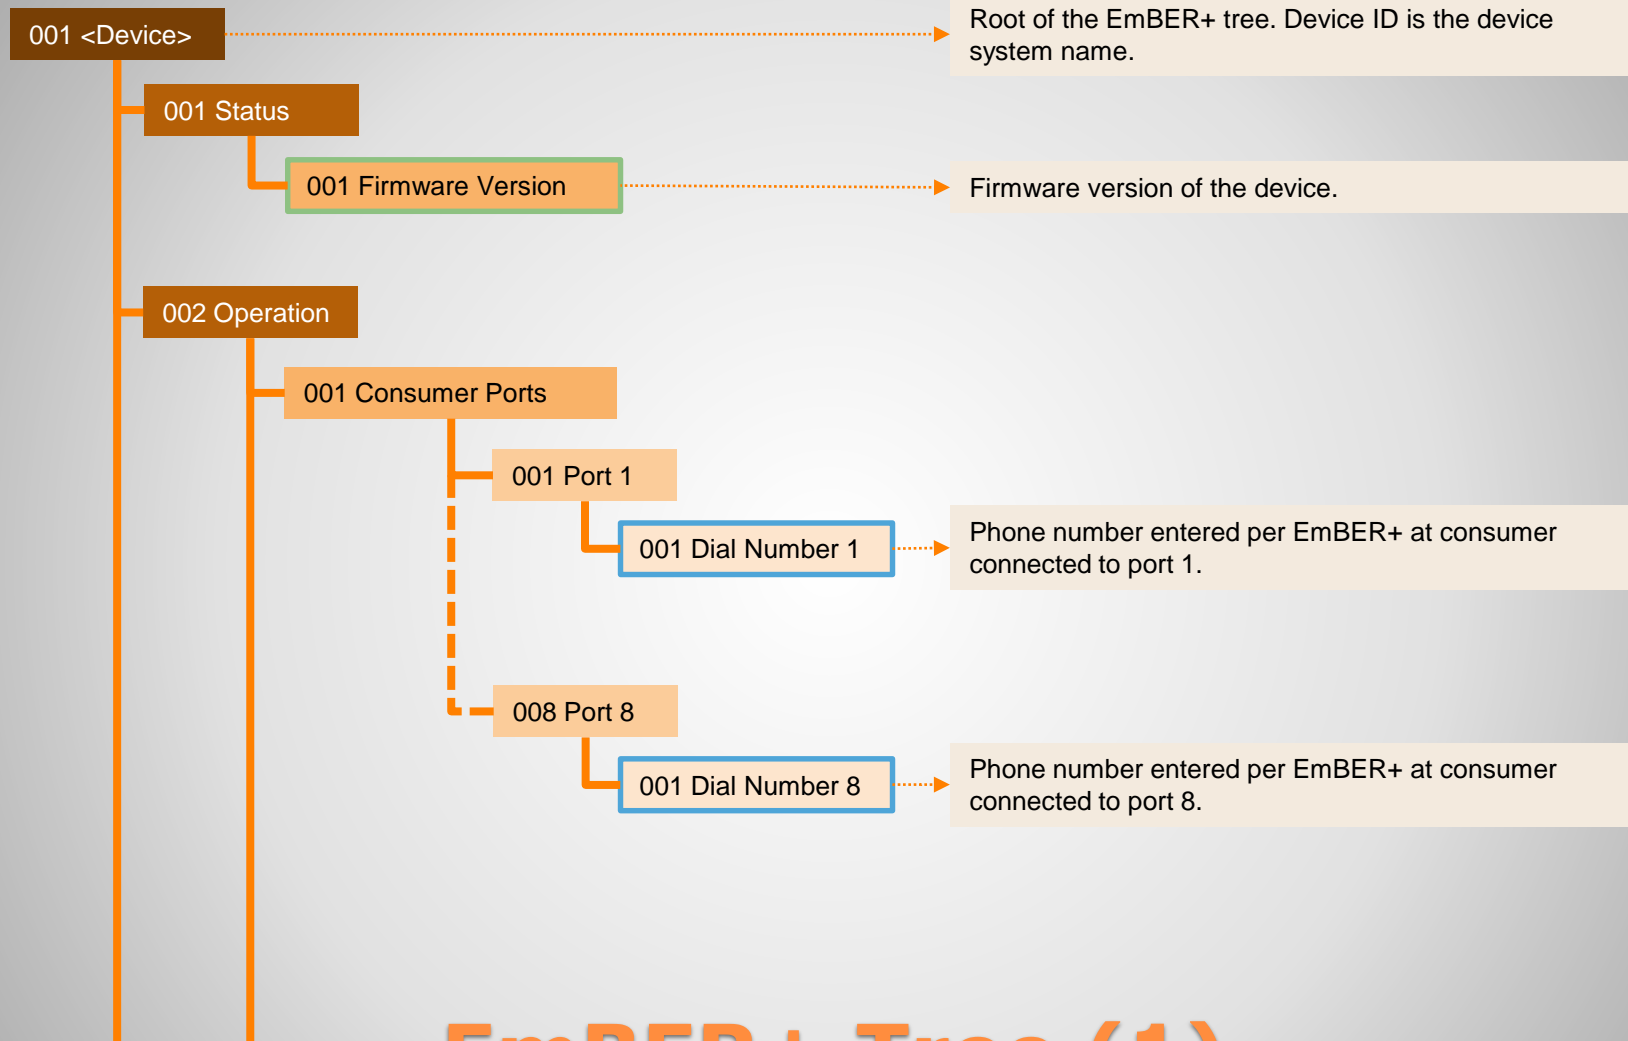 001 <Device>
Root of the EmBER+ tree. Device ID is the device
system name.
001 Status
001 Firmware Version
Firmware version of the device.
002 Operation
001 Consumer Ports
001 Port 1
001 Dial Number 1
Phone number entered per EmBER+ at consumer
connected to port 1.
008 Port 8
001 Dial Number 8
Phone number entered per EmBER+ at consumer
connected to port 8.
EmBER+ Tree (1)